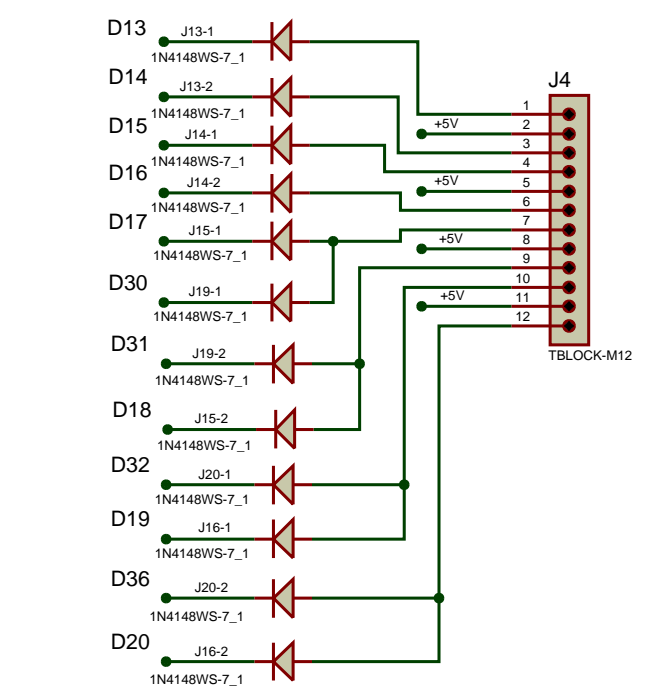 D13
J13-1
1N4148WS-7_1
D14
J13-2
1N4148WS-7_1
D15
J14-1
1N4148WS-7_1
D16
J14-2
1N4148WS-7_1
D17
J15-1
1N4148WS-7_1
D30
J19-1
1N4148WS-7_1
D31
J19-2
1N4148WS-7_1
D18
J15-2
1N4148WS-7_1
D32
J20-1
1N4148WS-7_1
D19
J16-1
1N4148WS-7_1
D36
J20-2
1N4148WS-7_1
D20
J16-2
1N4148WS-7_1
J4
1
+5V
2
3
4
+5V
5
6
7
+5V
8
9
10
+5V
11
12
TBLOCK-M12